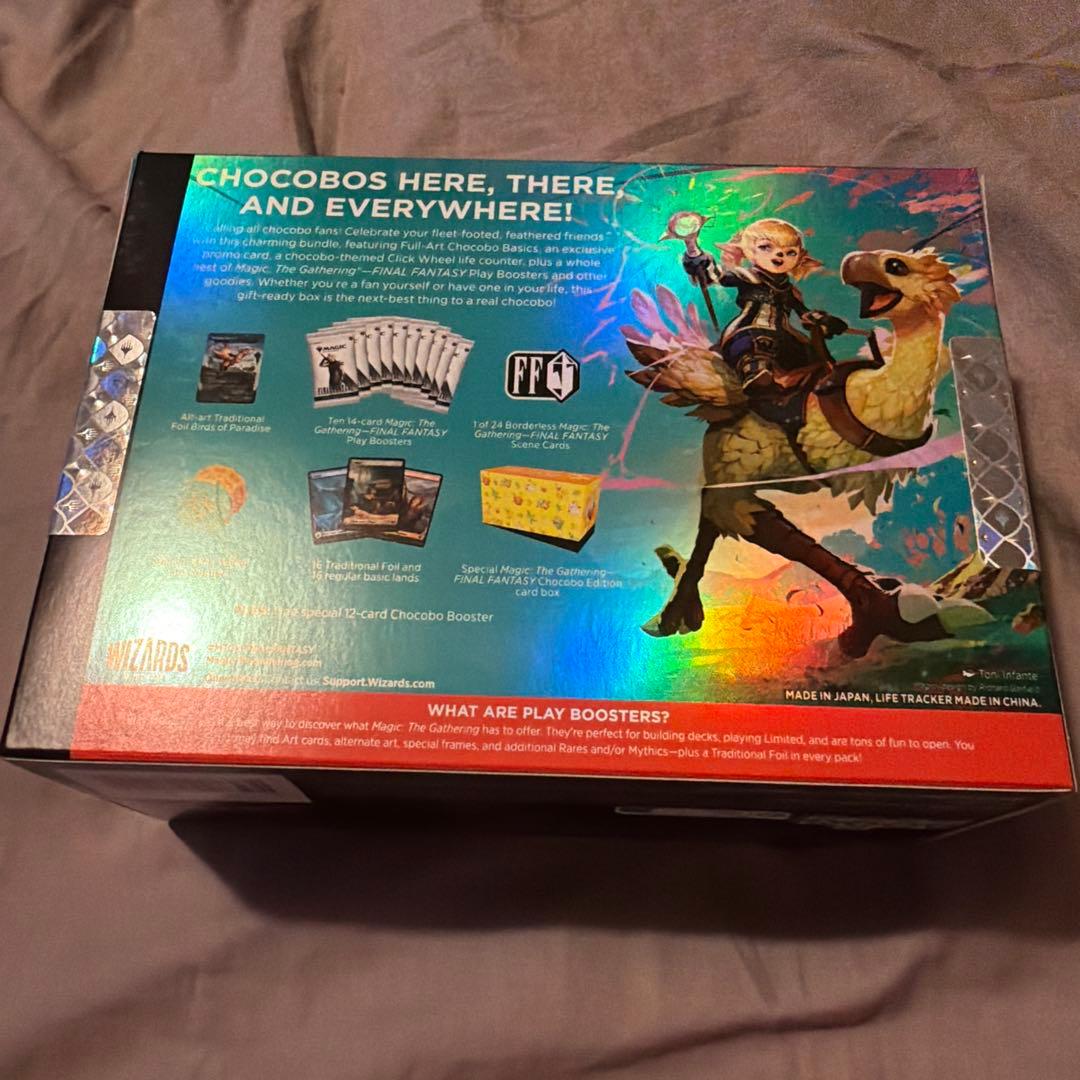 CHOCOBOS HERE, THERE,
AND EVERYWHERE!
Calling all chocobo fans! Celebrate your fleet-footed, feathered friends
with this charming bundle, featuring Full-Art Chocobo Basics, an exclusive
promo card, a chocobo-themed Click Wheel life counter, plus a whole
nest of Magic: The Gathering®—FINAL FANTASY Play Boosters and other
goodies. Whether you're a fan yourself or have one in your life, this
gift-ready box is the next-best thing to a real chocobo!
Alt-art Traditional
Foil Birds of Paradise
MAGIC
Ten 14-card Magic: The
Gathering—FINAL FANTASY
Play Boosters
FF
1 of 24 Borderless Magic: The
Gathering—FINAL FANTASY
Scene Cards
16 Traditional Foil and
16 regular basic lands
Special Magic: The Gathering—
FINAL FANTASY Chocobo Edition
card box
special 12-card Chocobo Booster
WIZARDS
FANTASY
.com
contact us: Support.Wizards.com
Toni Infante
MADE IN JAPAN, LIFE TRACKER MADE IN CHINA.
WHAT ARE PLAY BOOSTERS?
best way to discover what Magic: The Gathering has to offer. They're perfect for building decks, playing Limited, and are tons of fun to open. You
may find Art cards, alternate art, special frames, and additional Rares and/or Mythics—plus a Traditional Foil in every pack!